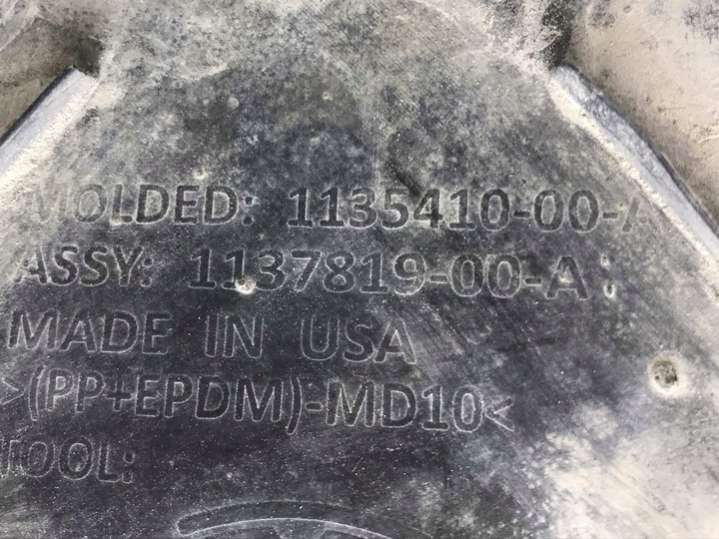 MOLDED: 1135410-00-A
ASSY: 1137819-00-A
MADE IN USA
>(PP+EPDM)-MD10<
TOOL: